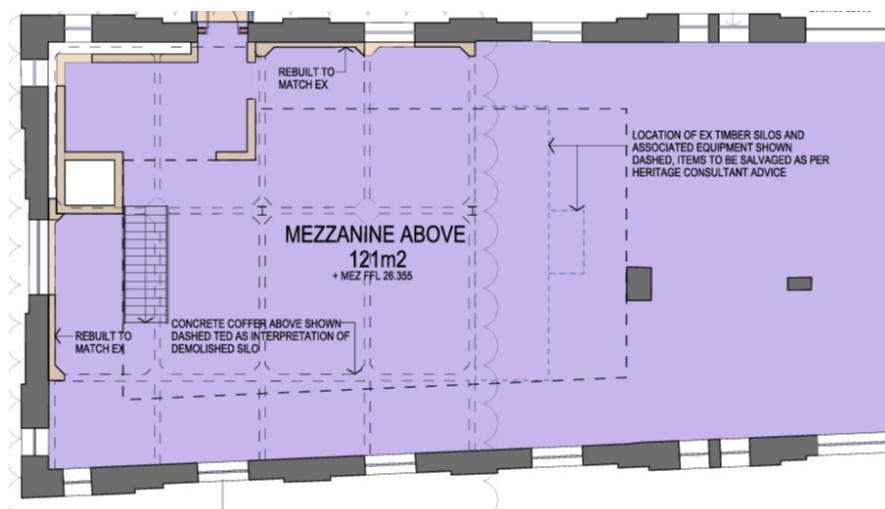 REBUILT TO
MATCH EX
LOCATION OF EX TIMBER SILOS AND
ASSOCIATED EQUIPMENT SHOWN
DASHED, ITEMS TO BE SALVAGED AS PER
HERITAGE CONSULTANT ADVICE
MEZZANINE ABOVE
121m2
+ MEZ FFL 26.355
CONCRETE COFFER ABOVE SHOWN
DASHED TED AS INTERPRETATION OF
DEMOLISHED SILO
REBUILT TO
MATCH EX